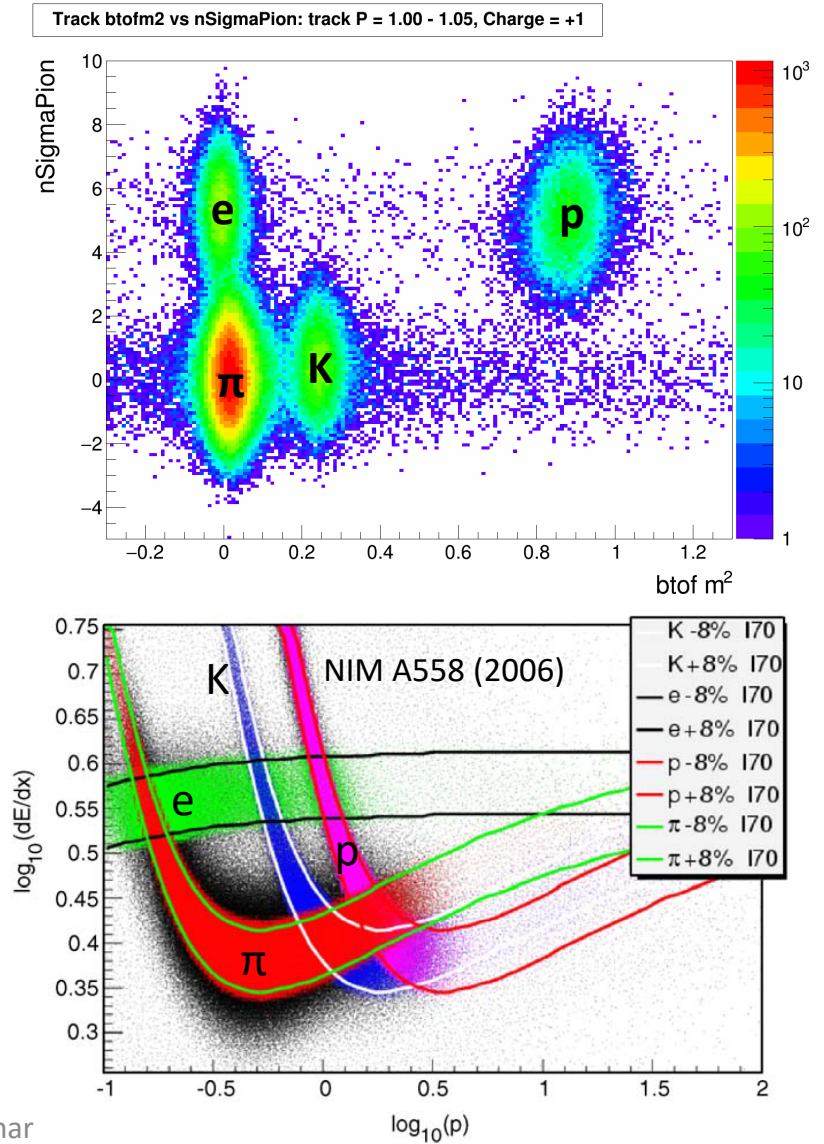 Track btofm2 vs nSigmaPion: track P = 1.00 - 1.05, Charge = +1
nSigmaPion
10
8
6
4
2
0
−2
−4
e
π
K
p
10³
10²
10
1
−0.2 0 0.2 0.4 0.6 0.8 1 1.2
btof m²
log₁₀(dE/dx)
0.75
0.7
0.65
0.6
0.55
0.5
0.45
0.4
0.35
0.3
K
NIM A558 (2006)
e
p
π
K -8% I70
K+8% I70
e-8% I70
e+8% I70
p-8% I70
p+8% I70
π-8% I70
π+8% I70
-1 -0.5 0 0.5 1 1.5 2
log₁₀(p)
nar